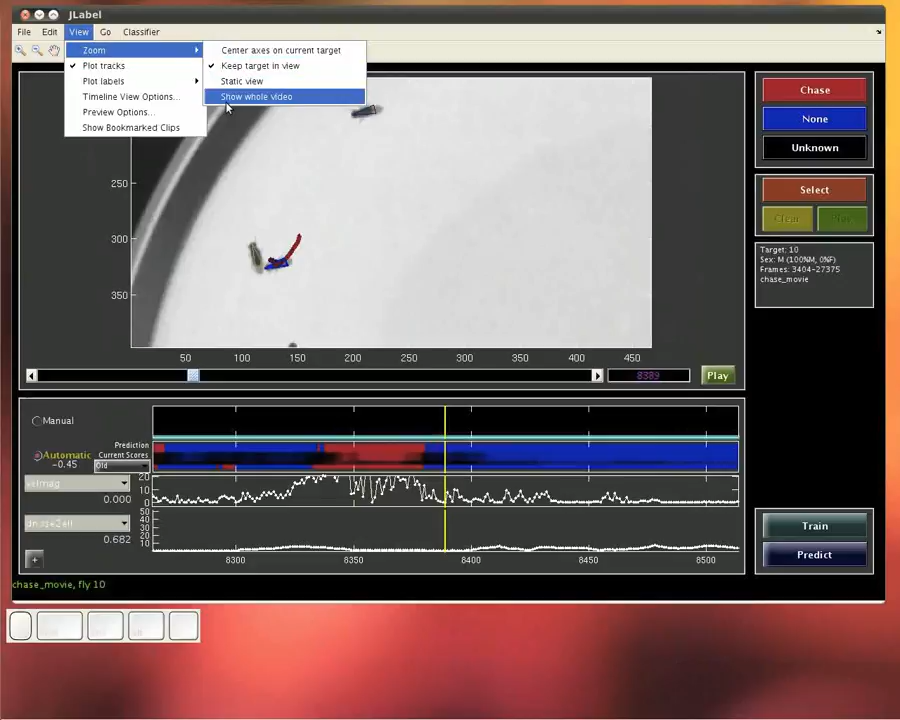 JLabel
File Edit View Go Classifier
Zoom
Plot tracks
Plot labels
Timeline View Options...
Preview Options...
Show Bookmarked Clips
Center axes on current target
Keep target in view
Static view
Show whole video
250
300
350
50 100 150 200 250 300 350 400 450
8389 Play
Chase
None
Unknown
Select
Clear
Target: 10
Sex: M (100%M, 0%F)
Frames: 3404-27375
chase_movie
Manual
Automatic
-0.45
Prediction
Current Scores
Old
velmag
0.000
20
10
0
0.682
50
40
30
20
10
8300 8350 8400 8450 8500
+
Train
Predict
chase_movie, fly 10